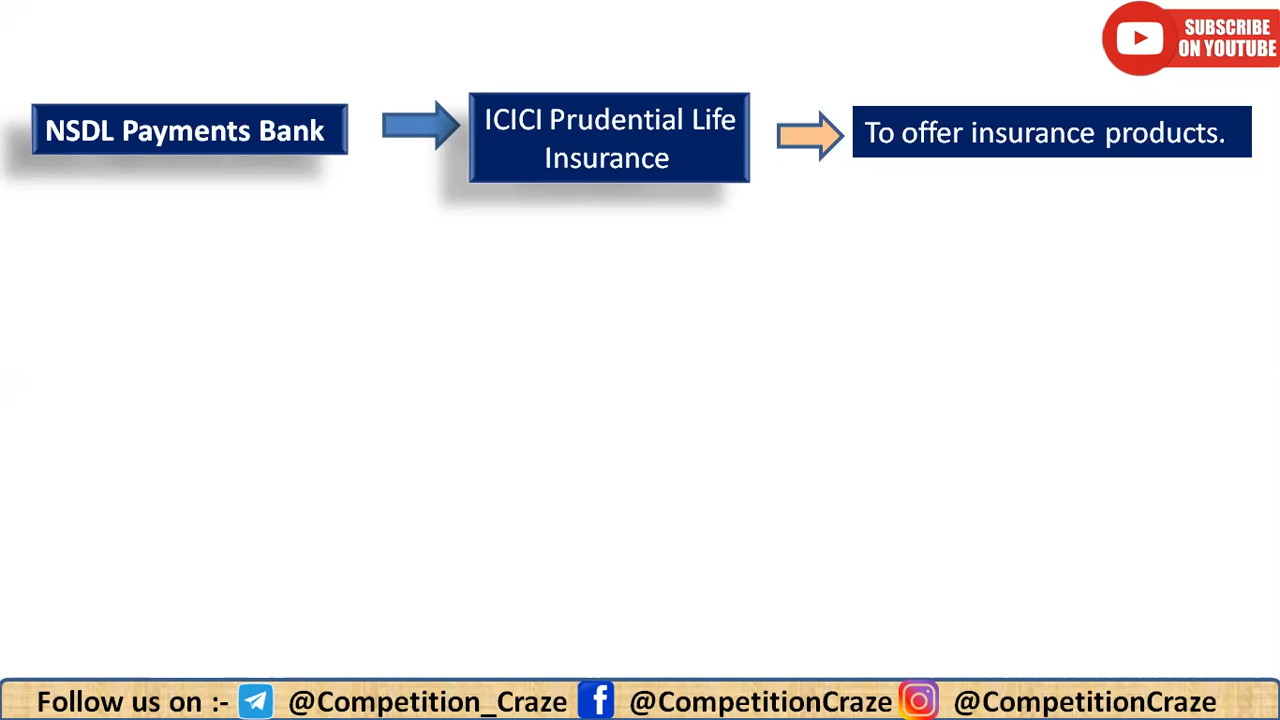 SUBSCRIBE
ON YOUTUBE
NSDL Payments Bank
ICICI Prudential Life
Insurance
To offer insurance products.
Follow us on :- @Competition_Craze @CompetitionCraze @CompetitionCraze